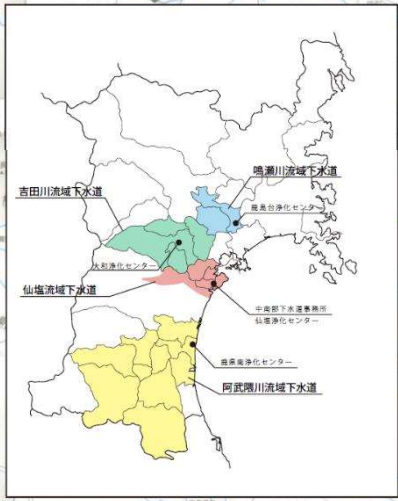 鳴瀬川流域下水道
吉田川流域下水道
鹿島台浄化センター
大和浄化センター
仙塩流域下水道
中南部下水道事務所
仙塩浄化センター
県南浄化センター
阿武隈川流域下水道